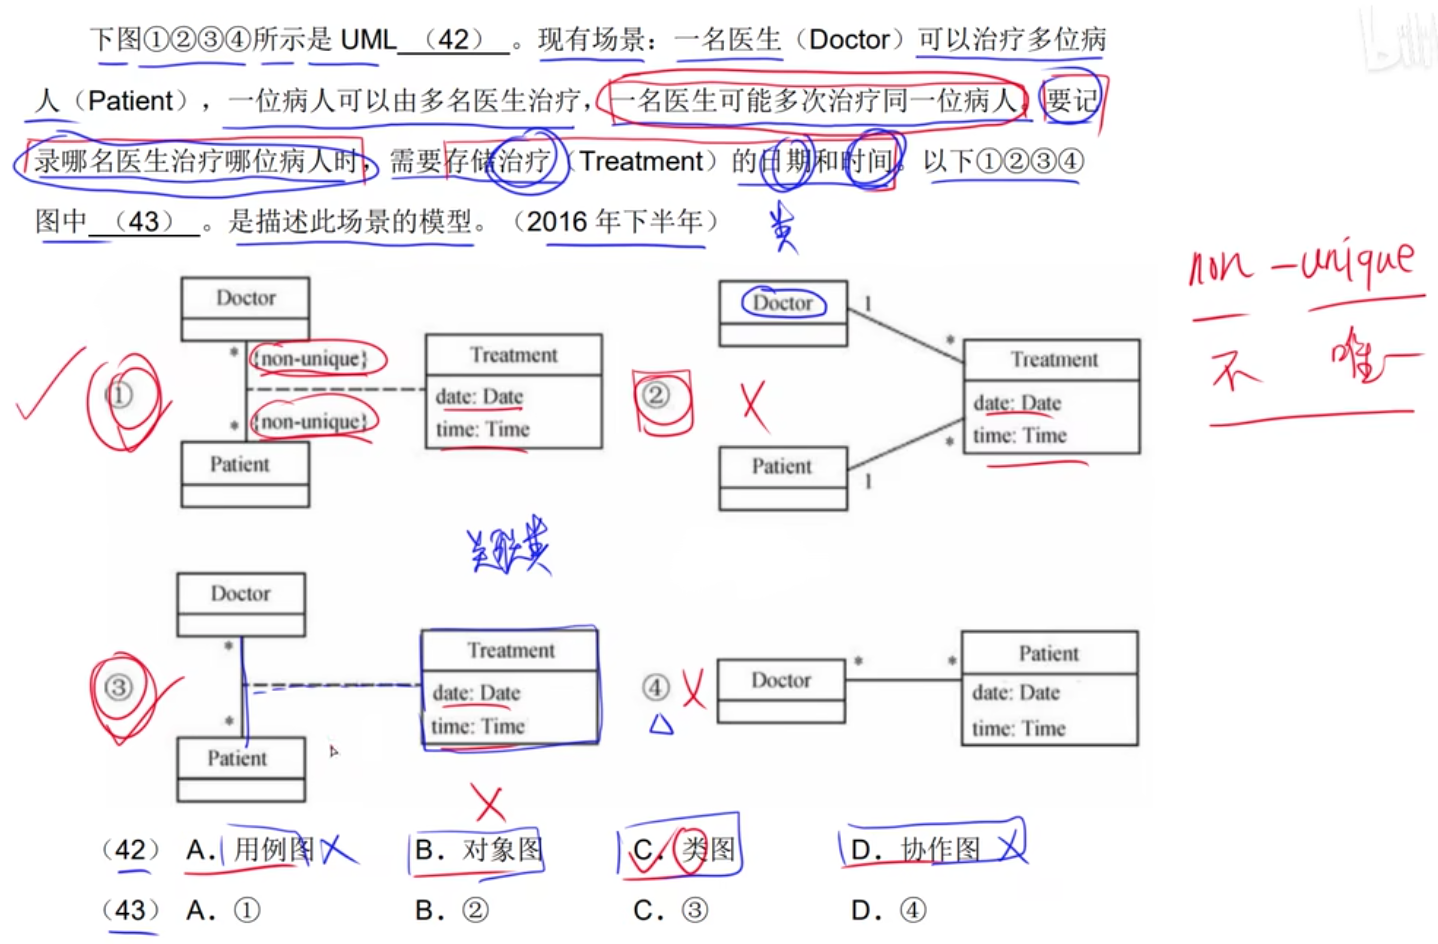 下图①②③④所示是 UML （42） 。现有场景：一名医生（Doctor）可以治疗多位病
人（Patient），一位病人可以由多名医生治疗，一名医生可能多次治疗同一位病人。要记
录哪名医生治疗哪位病人时，需要存储治疗（Treatment）的日期和时间。以下①②③④
图中 （43） 。是描述此场景的模型。（2016 年下半年）
类
non-unique
不 唯一
①
Doctor
*
{non-unique}
*
{non-unique}
Patient
Treatment
date: Date
time: Time
②
Doctor
1
*
Patient
1
*
Treatment
date: Date
time: Time
关联类
③
Doctor
*
*
Patient
Treatment
date: Date
time: Time
④
Doctor
*
*
Patient
date: Date
time: Time
（42） A．用例图 B．对象图 C．类图 D．协作图
（43） A．① B．② C．③ D．④